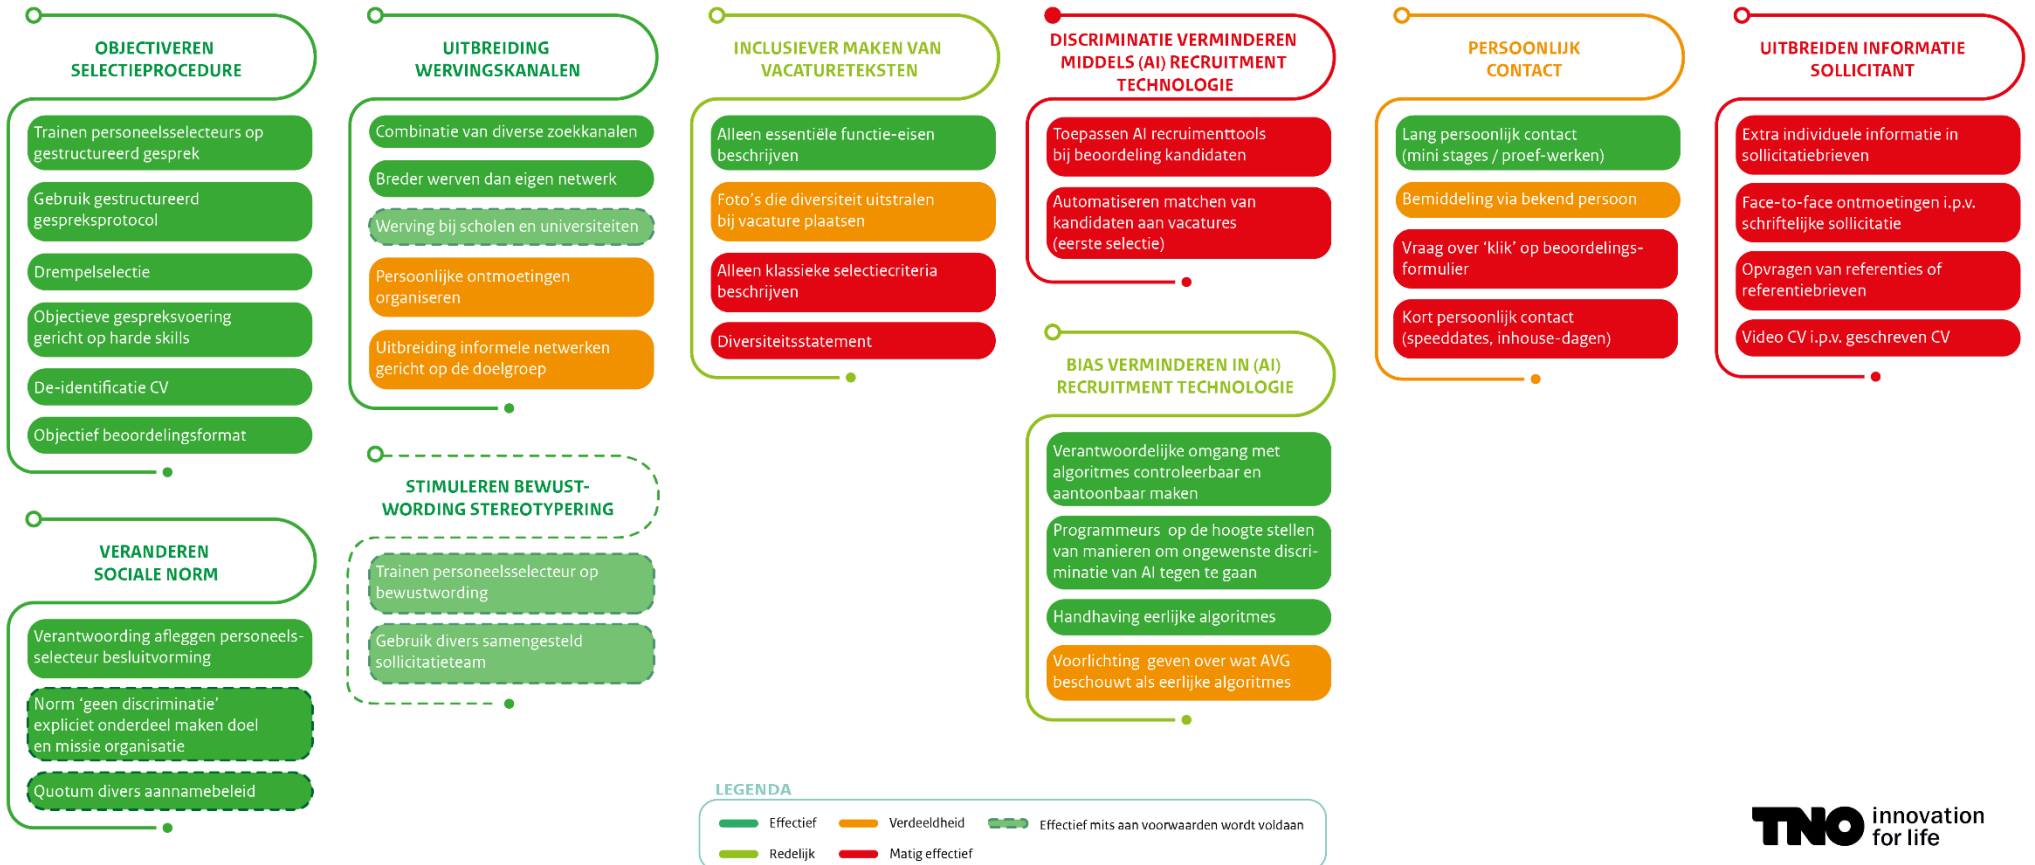 OBJECTIVEREN
SELECTIEPROCEDURE
Trainen personeelsselecteurs op
gestructureerd gesprek
Gebruik gestructureerd
gespreksprotocol
Drempelselectie
Objectieve gespreksvoering
gericht op harde skills
De-identificatie CV
Objectief beoordelingsformat
VERANDEREN
SOCIALE NORM
Verantwoording afleggen personeels-
selecteur besluitvorming
Norm ‘geen discriminatie’
expliciet onderdeel maken doel
en missie organisatie
Quotum divers aannamebeleid
UITBREIDING
WERVINGSKANALEN
Combinatie van diverse zoekkanalen
Breder werven dan eigen netwerk
Werving bij scholen en universiteiten
Persoonlijke ontmoetingen
organiseren
Uitbreiding informele netwerken
gericht op de doelgroep
STIMULEREN BEWUST-
WORDING STEREOTYPERING
Trainen personeelsselecteur op
bewustwording
Gebruik divers samengesteld
sollicitatieteam
INCLUSIEVER MAKEN VAN
VACATURETEKSTEN
Alleen essentiële functie-eisen
beschrijven
Foto’s die diversiteit uitstralen
bij vacature plaatsen
Alleen klassieke selectiecriteria
beschrijven
Diversiteitsstatement
DISCRIMINATIE VERMINDEREN
MIDDELS (AI) RECRUITMENT
TECHNOLOGIE
Toepassen AI recruimenttools
bij beoordeling kandidaten
Automatiseren matchen van
kandidaten aan vacatures
(eerste selectie)
BIAS VERMINDEREN IN (AI)
RECRUITMENT TECHNOLOGIE
Verantwoordelijke omgang met
algoritmes controleerbaar en
aantoonbaar maken
Programmeurs op de hoogte stellen
van manieren om ongewenste discri-
minatie van AI tegen te gaan
Handhaving eerlijke algoritmes
Voorlichting geven over wat AVG
beschouwt als eerlijke algoritmes
PERSOONLIJK
CONTACT
Lang persoonlijk contact
(mini stages / proef-werken)
Bemiddeling via bekend persoon
Vraag over ‘klik’ op beoordelings-
formulier
Kort persoonlijk contact
(speeddates, inhouse-dagen)
UITBREIDEN INFORMATIE
SOLLICITANT
Extra individuele informatie in
sollicitatiebrieven
Face-to-face ontmoetingen i.p.v.
schriftelijke sollicitatie
Opvragen van referenties of
referentiebrieven
Video CV i.p.v. geschreven CV
LEGENDA
Effectief
Verdeeldheid
Effectief mits aan voorwaarden wordt voldaan
Redelijk
Matig effectief
TNO innovation
for life